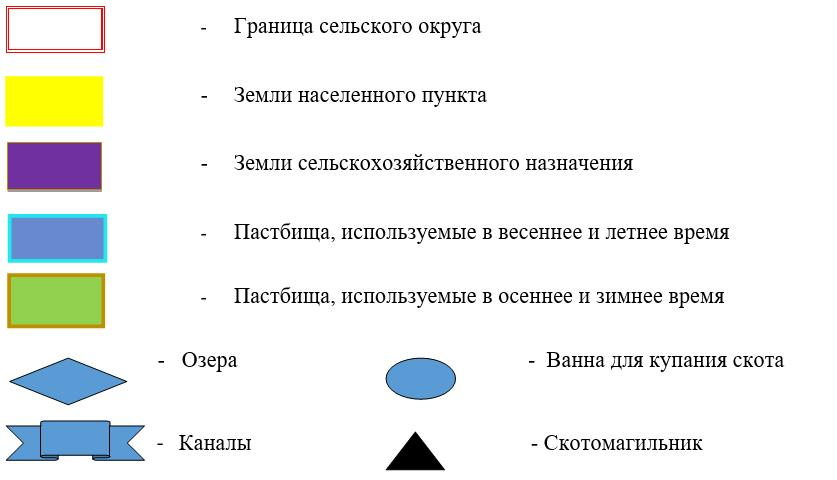 - Граница сельского округа
- Земли населенного пункта
- Земли сельскохозяйственного назначения
- Пастбища, используемые в весеннее и летнее время
- Пастбища, используемые в осеннее и зимнее время
- Озера - Ванна для купания скота
- Каналы - Скотомагильник